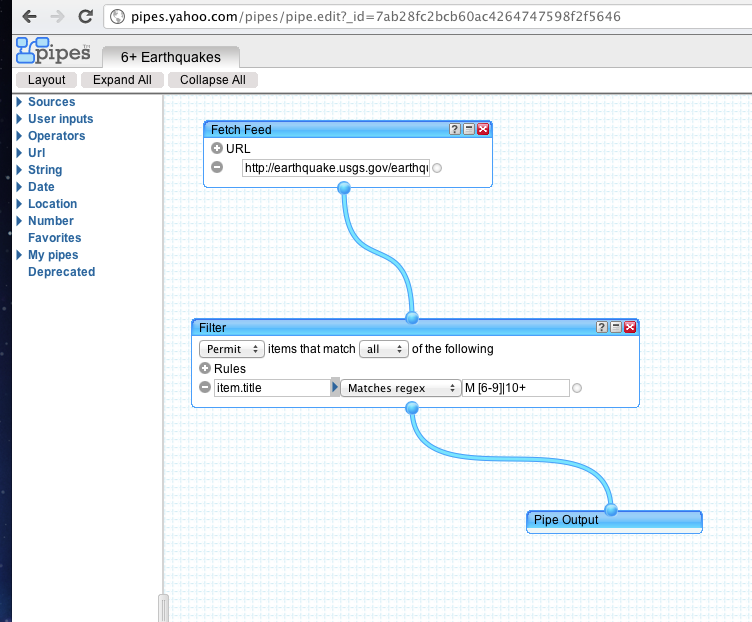 pipes.yahoo.com/pipes/pipe.edit?_id=7ab28fc2bcb60ac4264747598f2f5646
pipes™
6+ Earthquakes
Layout Expand All Collapse All
Sources
User inputs
Operators
Url
String
Date
Location
Number
Favorites
My pipes
Deprecated
Fetch Feed ?
URL
http://earthquake.usgs.gov/earthq
Filter ?
Permit items that match all of the following
Rules
item.title Matches regex M [6-9]|10+
Pipe Output